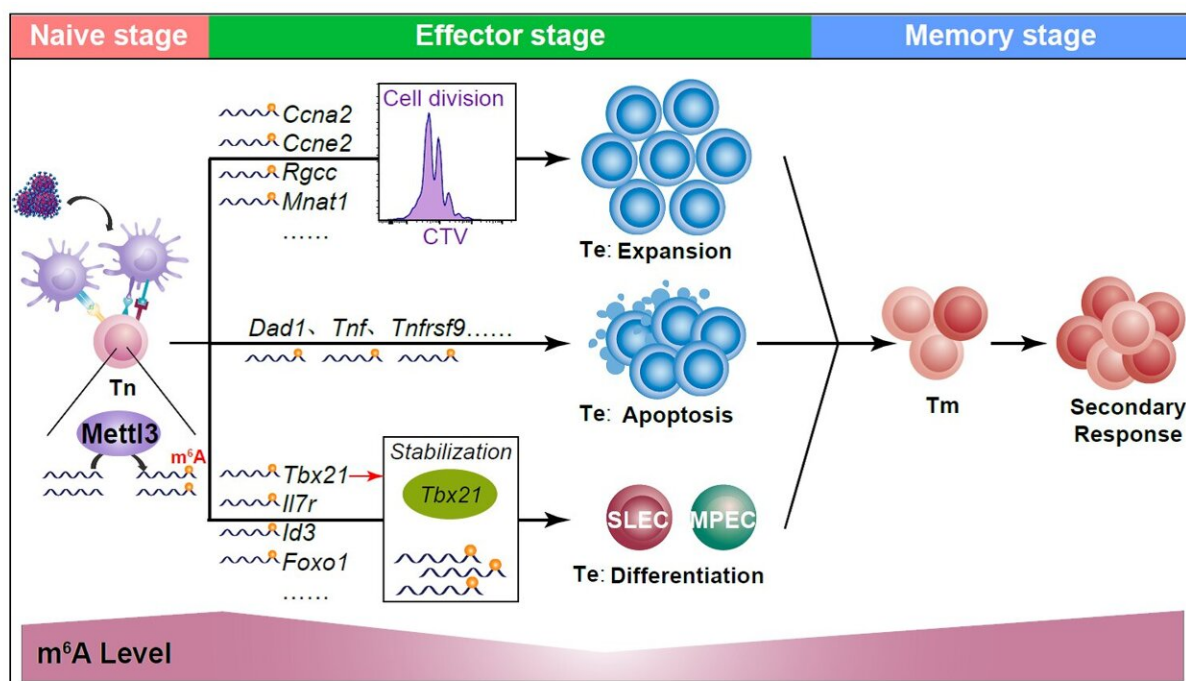 Naive stage
Effector stage
Memory stage
Ccna2
Ccne2
Rgcc
Mnat1
……
Cell division
CTV
Te: Expansion
Tn
Mettl3
m⁶A
Dad1、Tnf、Tnfrsf9……
Te: Apoptosis
Tbx21
Il7r
Id3
Foxo1
……
Stabilization
Tbx21
SLEC
MPEC
Te: Differentiation
Tm
Secondary
Response
m⁶A Level